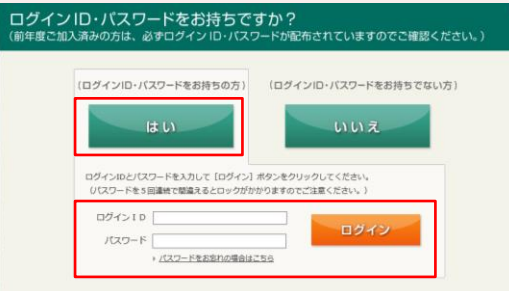 ログインID・パスワードをお持ちですか？
（前年度ご加入済みの方は、必ずログインID・パスワードが配布されていますのでご確認ください。）
（ログインID・パスワードをお持ちの方）
（ログインID・パスワードをお持ちでない方）
はい
いいえ
ログインIDとパスワードを入力して［ログイン］ボタンをクリックしてください。
（パスワードを5回連続で間違えるとロックがかかりますのでご注意ください。）
ログインＩＤ
パスワード
ログイン
› パスワードをお忘れの場合はこちら